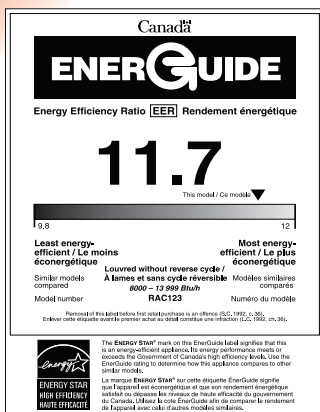 Canada
ENERGUIDE
Energy Efficiency Ratio EER Rendement énergétique
11.7
This model / Ce modèle
9.8
12
Least energy-efficient / Le moins éconergétique
Most energy-efficient / Le plus éconergétique
Similar models compared
Louvred without reverse cycle / À lames et sans cycle réversible
8000 – 13 999 Btu/h
Modèles similaires comparés
Model number
RAC123
Numéro du modèle
Removal of this label before first retail purchase is an offence (S.C. 1992, c. 36).
Enlever cette étiquette avant le premier achat au détail constitue une infraction (L.C. 1992, ch. 36).
energy
ENERGY STAR
HIGH EFFICIENCY
HAUTE EFFICACITÉ
The ENERGY STAR® mark on this EnerGuide label signifies that this
is an energy-efficient appliance. Its energy performance meets or
exceeds the Government of Canada's high efficiency levels. Use the
EnerGuide rating to determine how this appliance compares to other
similar models.
La marque ENERGY STAR® sur cette étiquette ÉnerGuide signifie
que l'appareil est éconergétique et que son rendement énergétique
satisfait ou dépasse les niveaux de haute efficacité du gouvernement
du Canada. Utilisez la cote ÉnerGuide afin de comparer le rendement
de l'appareil avec celui d'autres modèles similaires.